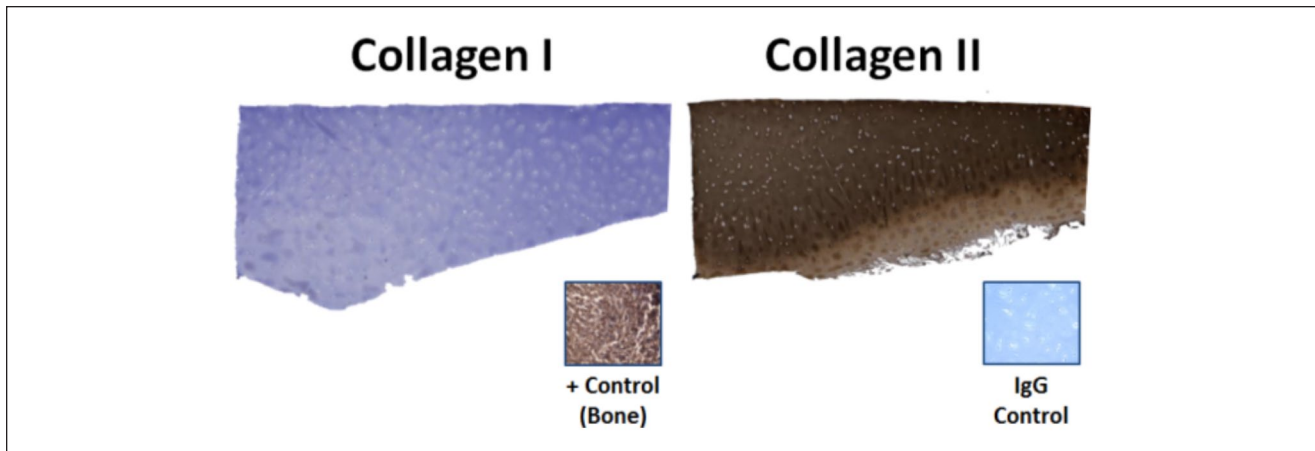 Collagen I
Collagen II
+ Control
(Bone)
IgG
Control